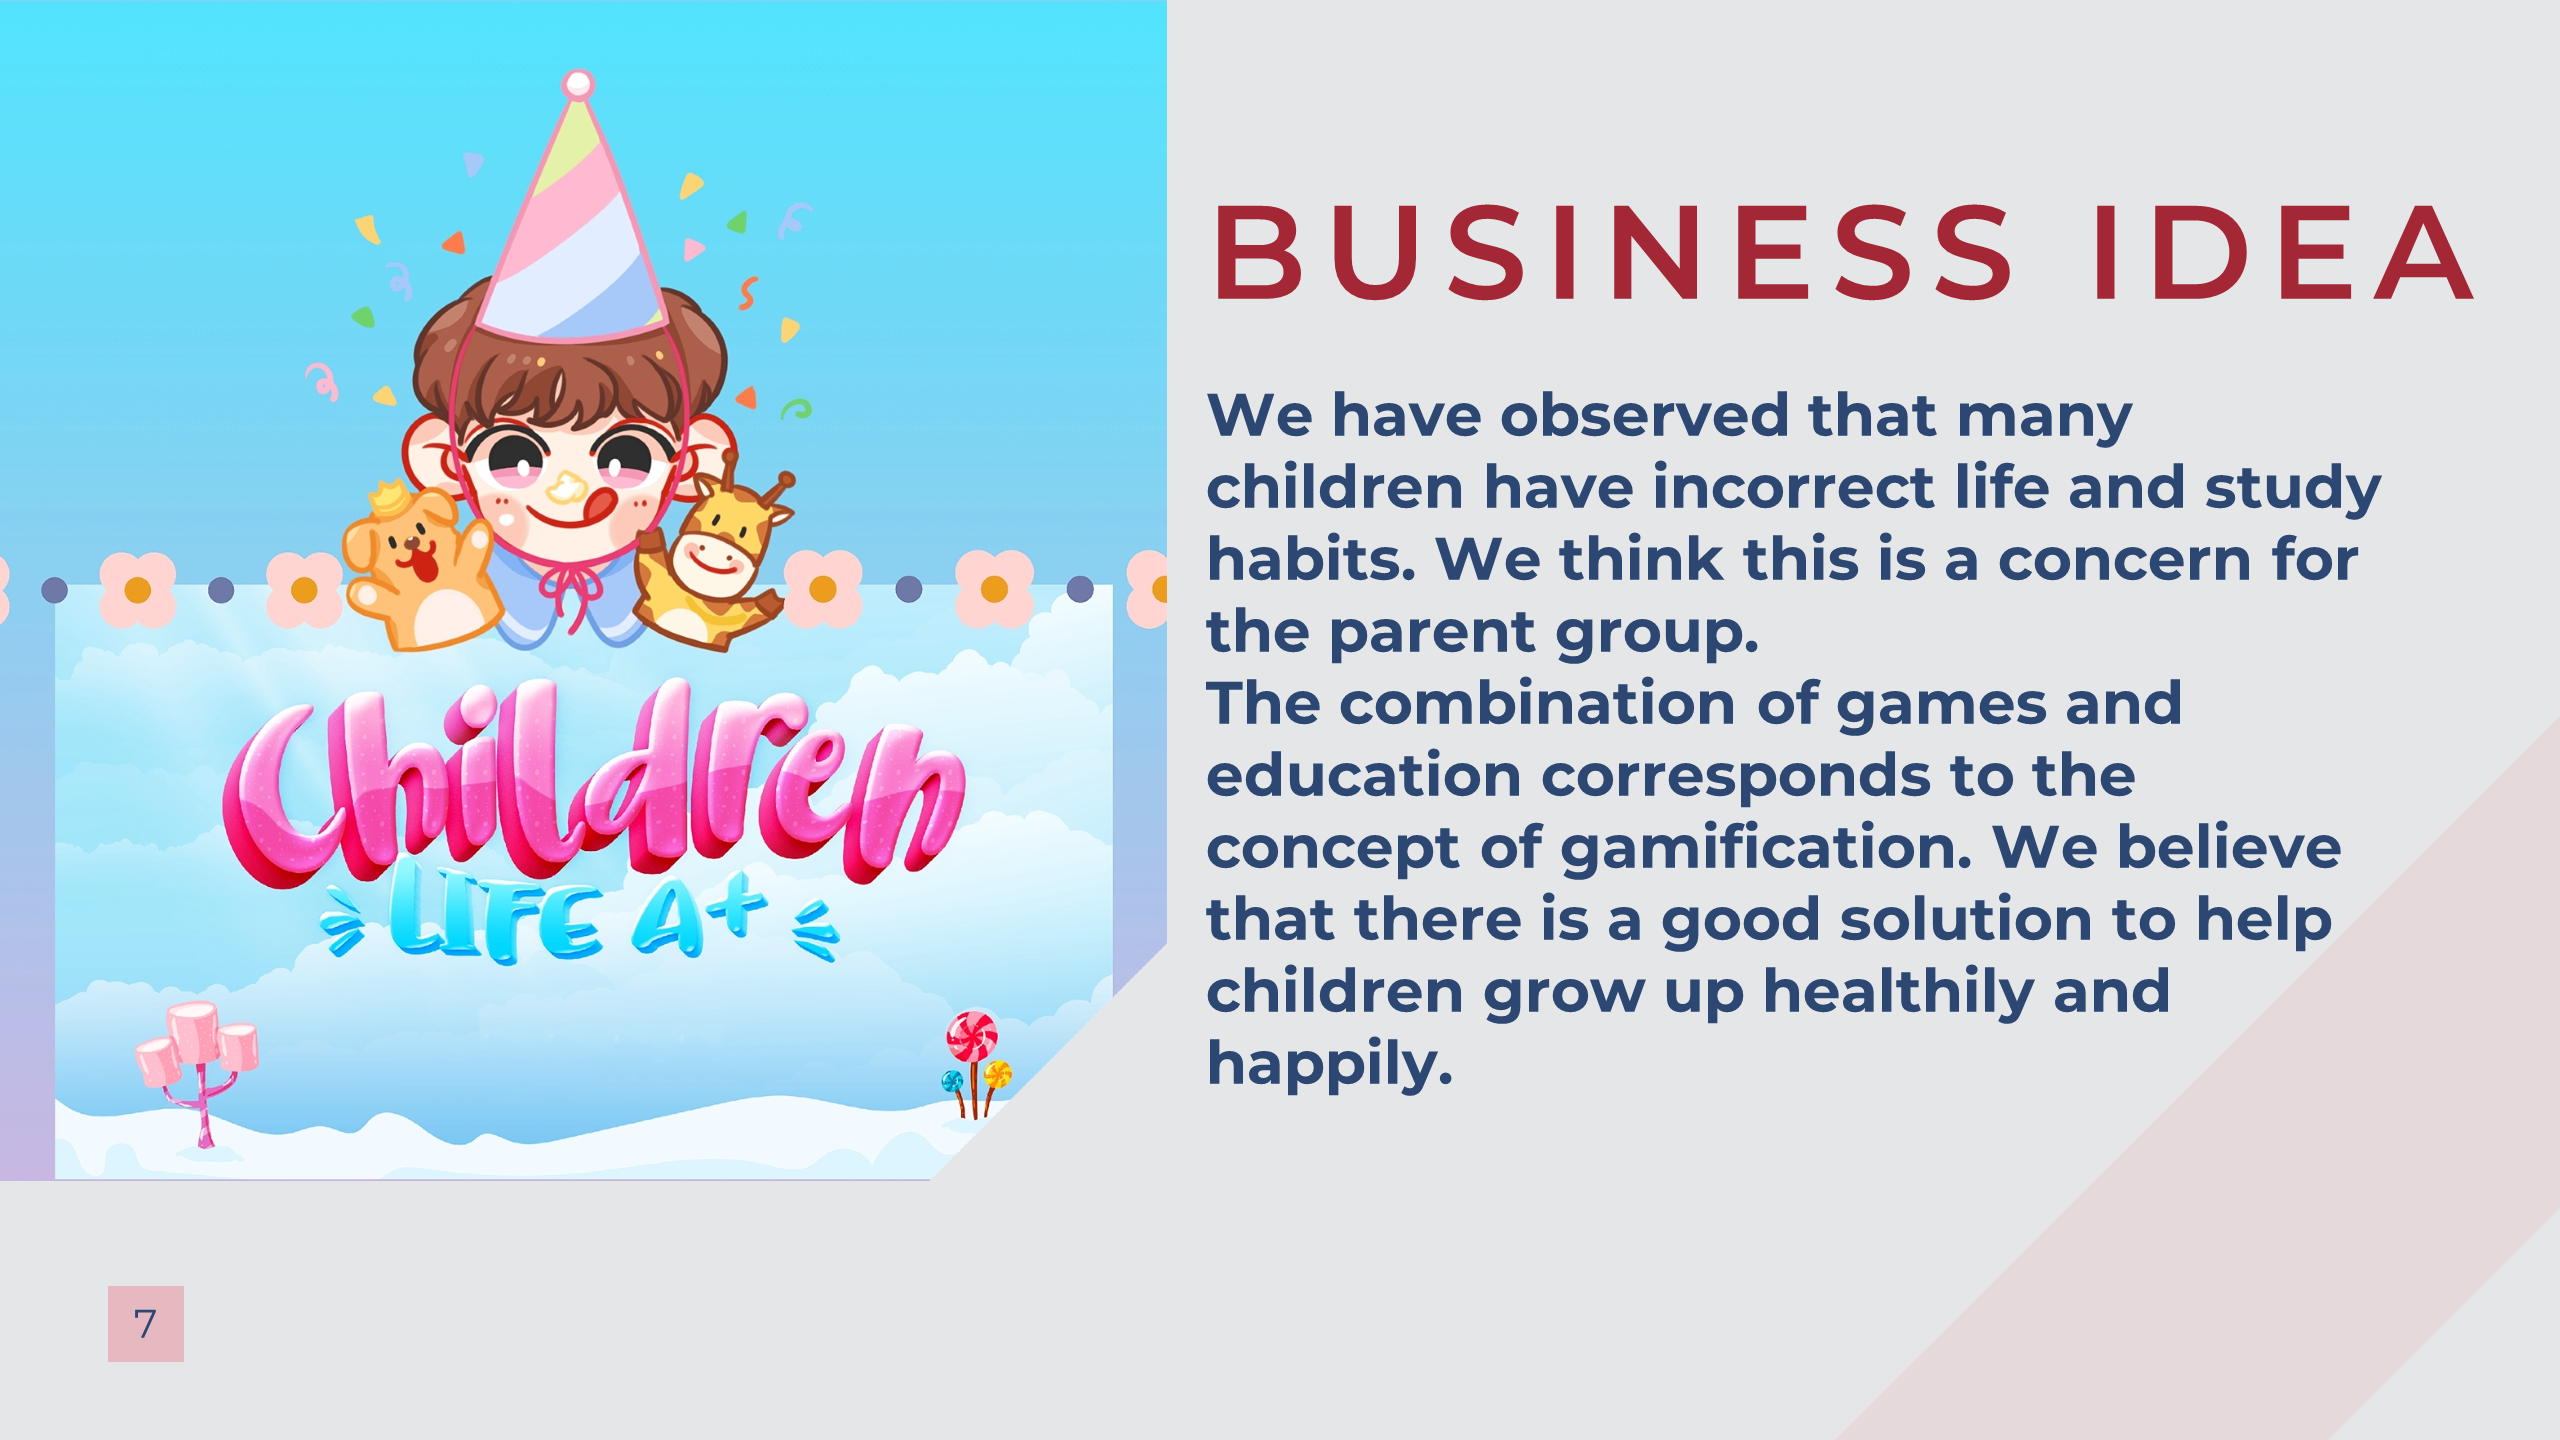 Children
LIFE A+
BUSINESS IDEA
We have observed that many
children have incorrect life and study
habits. We think this is a concern for
the parent group.
The combination of games and
education corresponds to the
concept of gamification. We believe
that there is a good solution to help
children grow up healthily and
happily.
7